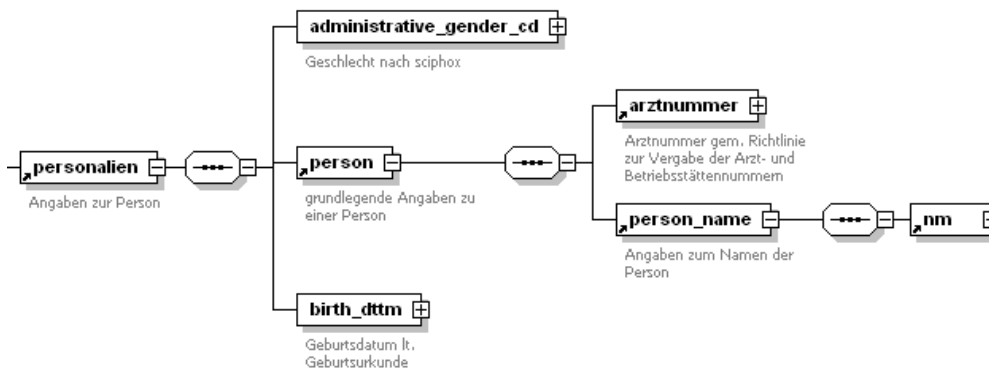 administrative_gender_cd
Geschlecht nach sciphox
arztnummer
Arztnummer gem. Richtlinie
zur Vergabe der Arzt- und
Betriebsstättennummern
personalien
Angaben zur Person
person
grundlegende Angaben zu
einer Person
person_name
Angaben zum Namen der
Person
nm
birth_dttm
Geburtsdatum lt.
Geburtsurkunde